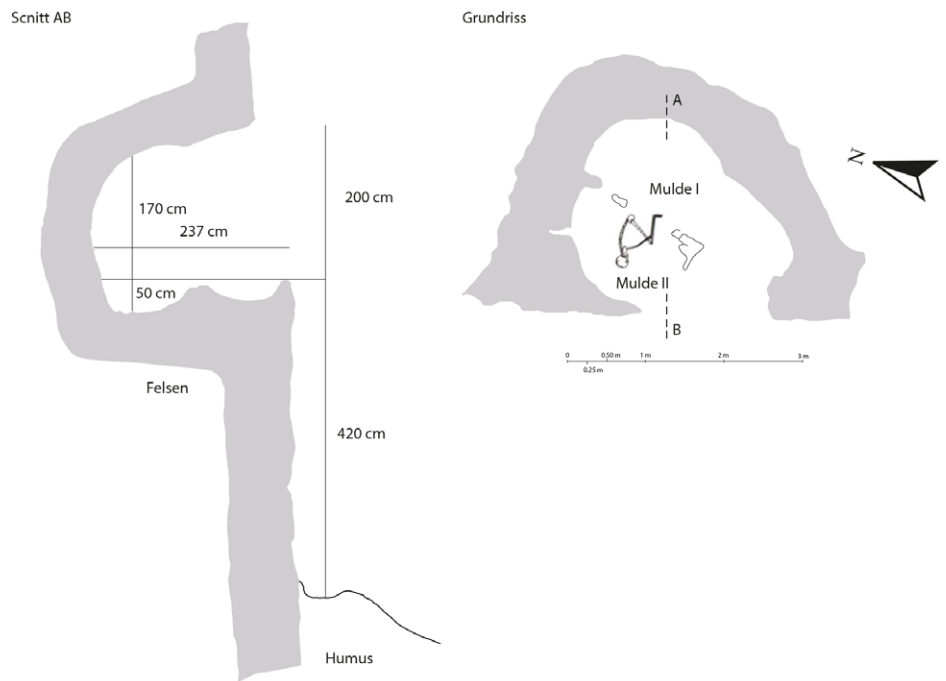 Scnitt AB
Grundriss
A
N
Mulde I
200 cm
170 cm
237 cm
50 cm
Mulde II
B
0 0.50 m 1 m 2 m 3 m
0.25 m
Felsen
420 cm
Humus